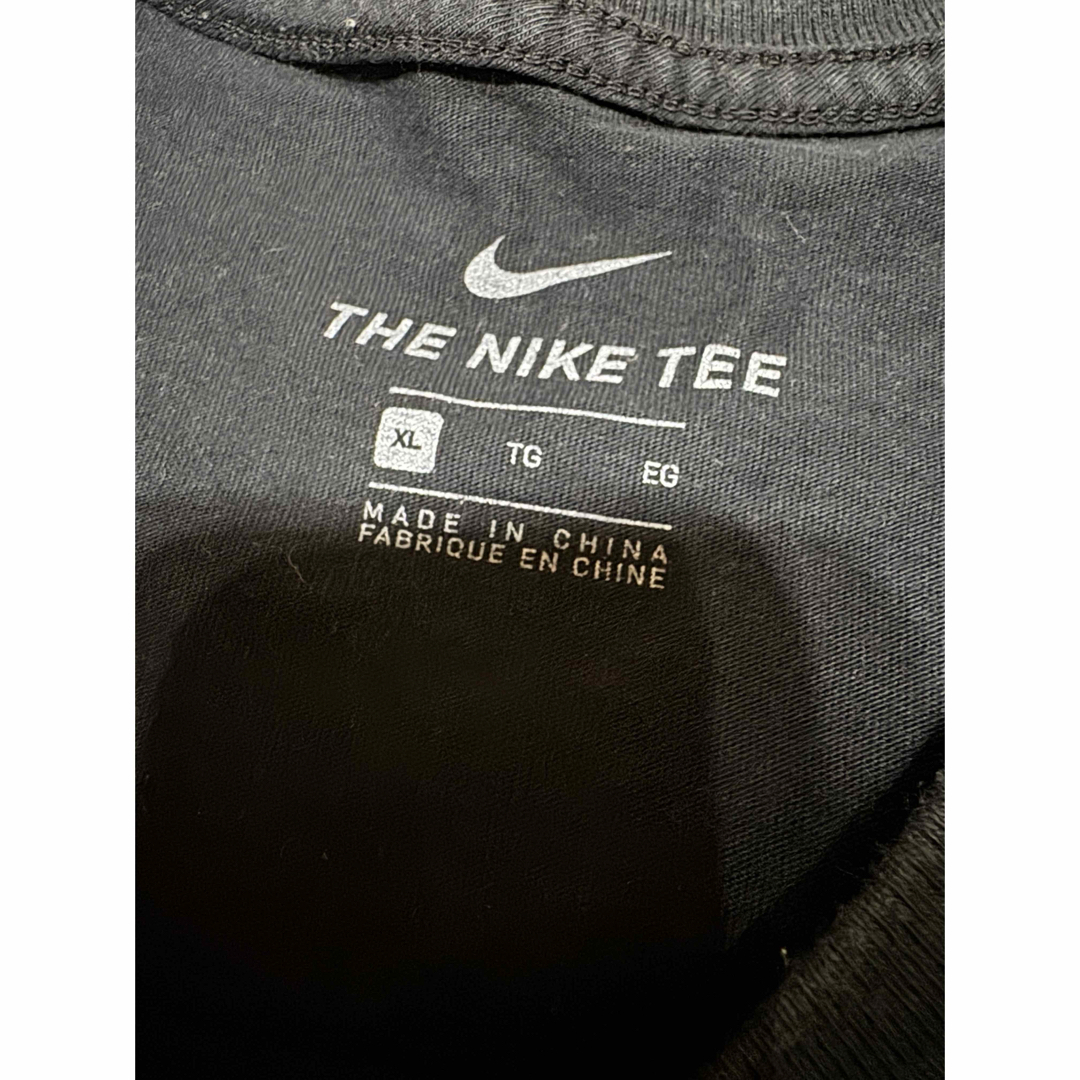 THE NIKE TEE
XL TG EG
MADE IN CHINA
FABRIQUE EN CHINE